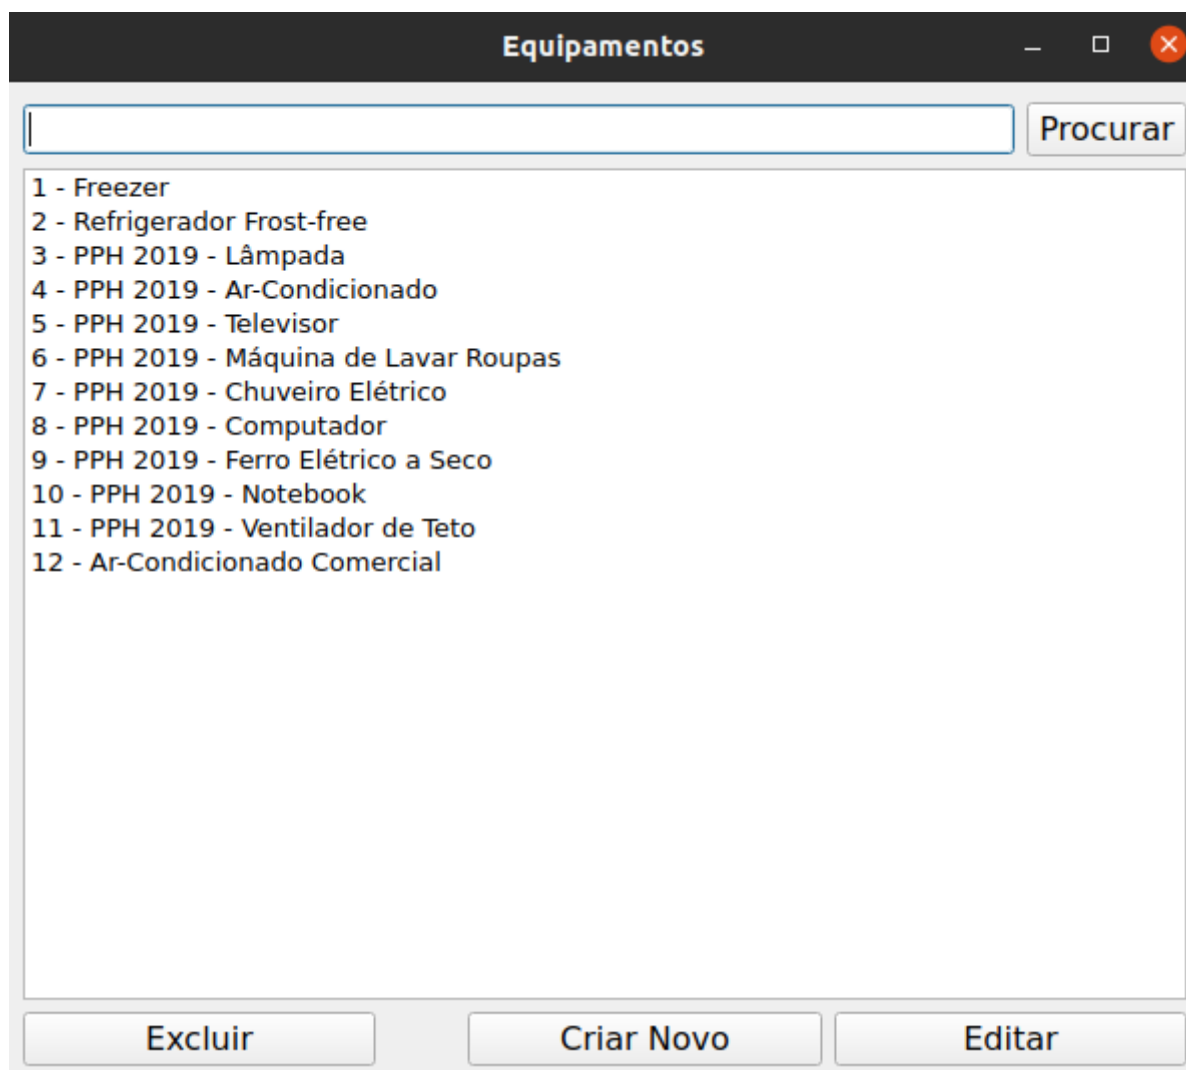 Equipamentos
Procurar
1 - Freezer
2 - Refrigerador Frost-free
3 - PPH 2019 - Lâmpada
4 - PPH 2019 - Ar-Condicionado
5 - PPH 2019 - Televisor
6 - PPH 2019 - Máquina de Lavar Roupas
7 - PPH 2019 - Chuveiro Elétrico
8 - PPH 2019 - Computador
9 - PPH 2019 - Ferro Elétrico a Seco
10 - PPH 2019 - Notebook
11 - PPH 2019 - Ventilador de Teto
12 - Ar-Condicionado Comercial
Excluir Criar Novo Editar